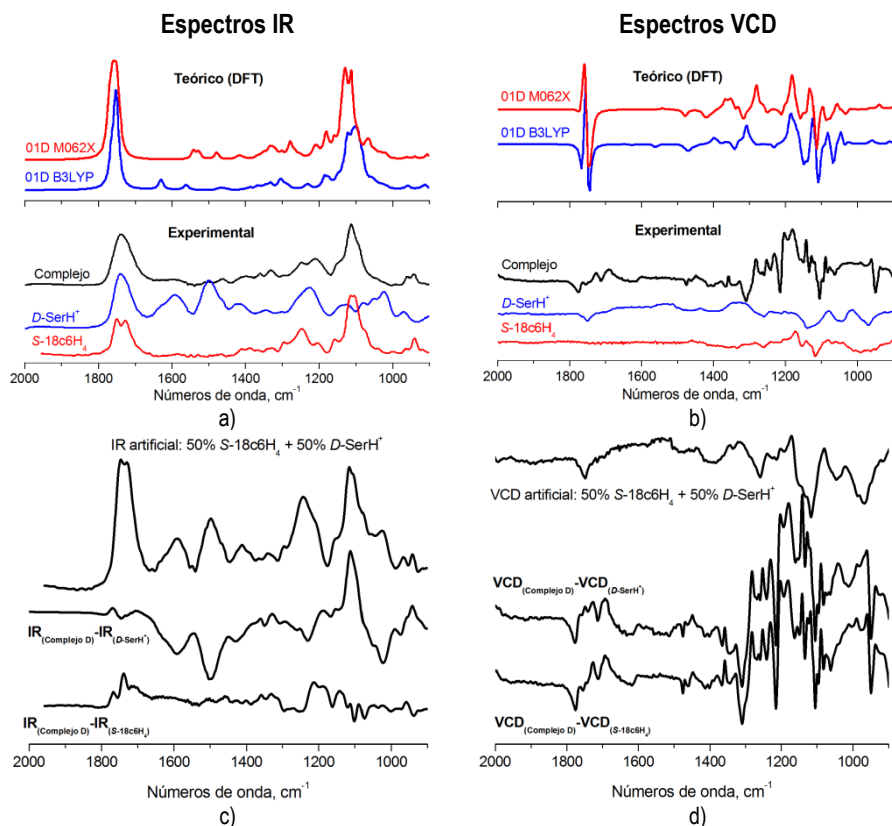 Espectros IR
Espectros VCD
Teórico (DFT)
01D M062X
01D B3LYP
Experimental
Complejo
D-SerH⁺
S-18c6H₄
2000 1800 1600 1400 1200 1000
Números de onda, cm⁻¹
a)
Teórico (DFT)
01D M062X
01D B3LYP
Experimental
Complejo
D-SerH⁺
S-18c6H₄
2000 1800 1600 1400 1200 1000
Números de onda, cm⁻¹
b)
IR artificial: 50% S-18c6H₄ + 50% D-SerH⁺
IR(Complejo D)-IR(D-SerH⁺)
IR(Complejo D)-IR(S-18c6H₄)
2000 1800 1600 1400 1200 1000
Números de onda, cm⁻¹
c)
VCD artificial: 50% S-18c6H₄ + 50% D-SerH⁺
VCD(Complejo D)-VCD(D-SerH⁺)
VCD(Complejo D)-VCD(S-18c6H₄)
2000 1800 1600 1400 1200 1000
Números de onda, cm⁻¹
d)